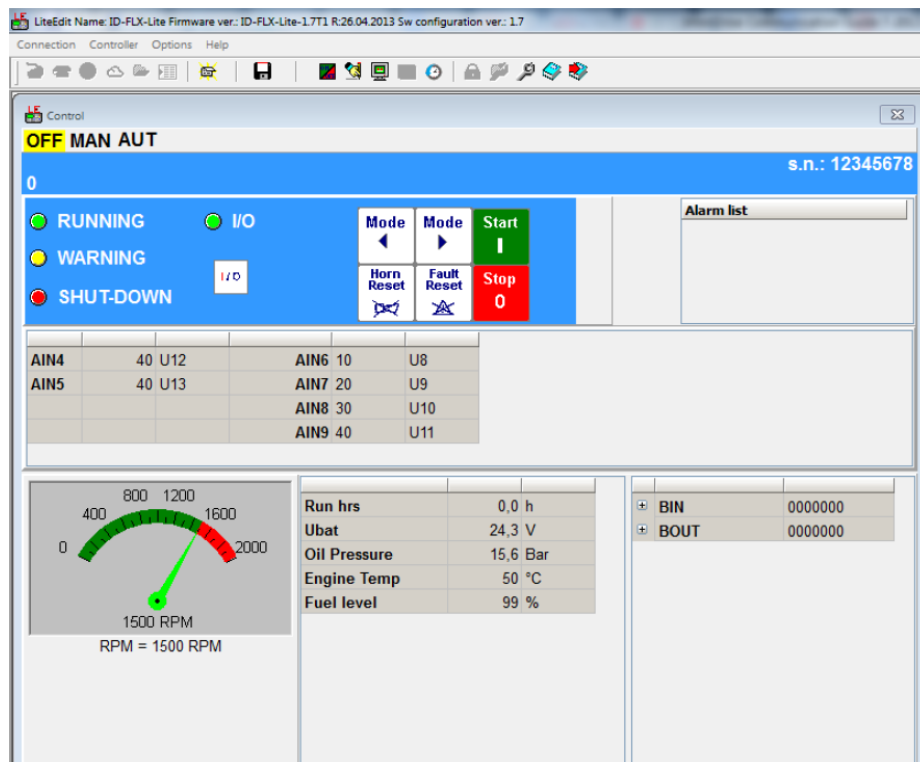 LiteEdit Name: ID-FLX-Lite Firmware ver.: ID-FLX-Lite-1.7T1 R:26.04.2013 Sw configuration ver.: 1.7
Connection Controller Options Help
Control
OFF MAN AUT
s.n.: 12345678
0
RUNNING I/O Mode Mode Start I
WARNING
SHUT-DOWN I/O Horn Reset Fault Reset Stop 0
Alarm list
AIN4 40 U12 AIN6 10 U8
AIN5 40 U13 AIN7 20 U9
AIN8 30 U10
AIN9 40 U11
0 400 800 1200 1600 2000
1500 RPM
RPM = 1500 RPM
Run hrs 0,0 h
Ubat 24,3 V
Oil Pressure 15,6 Bar
Engine Temp 50 °C
Fuel level 99 %
BIN 0000000
BOUT 0000000